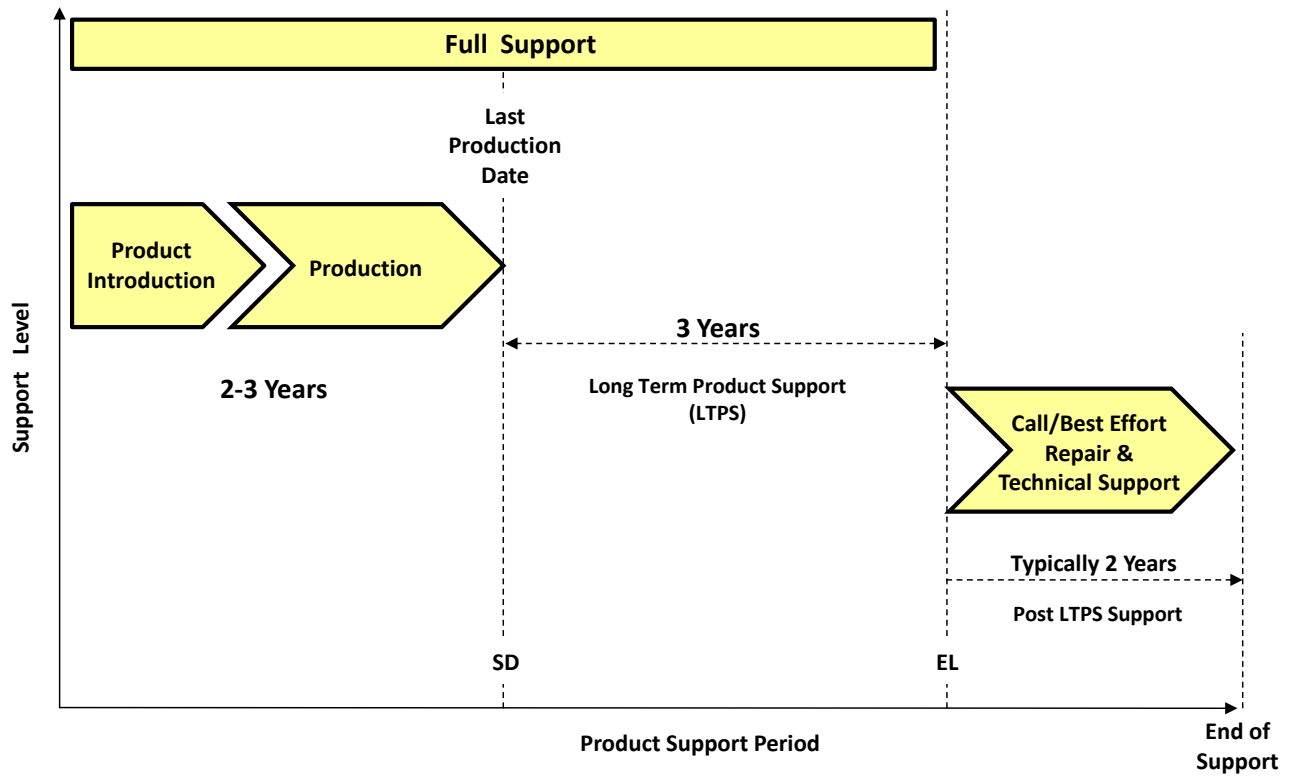 Full Support
Last
Production
Date
Product
Introduction
Production
Support Level
3 Years
2-3 Years
Long Term Product Support
(LTPS)
Call/Best Effort
Repair &
Technical Support
Typically 2 Years
Post LTPS Support
SD
EL
Product Support Period
End of
Support